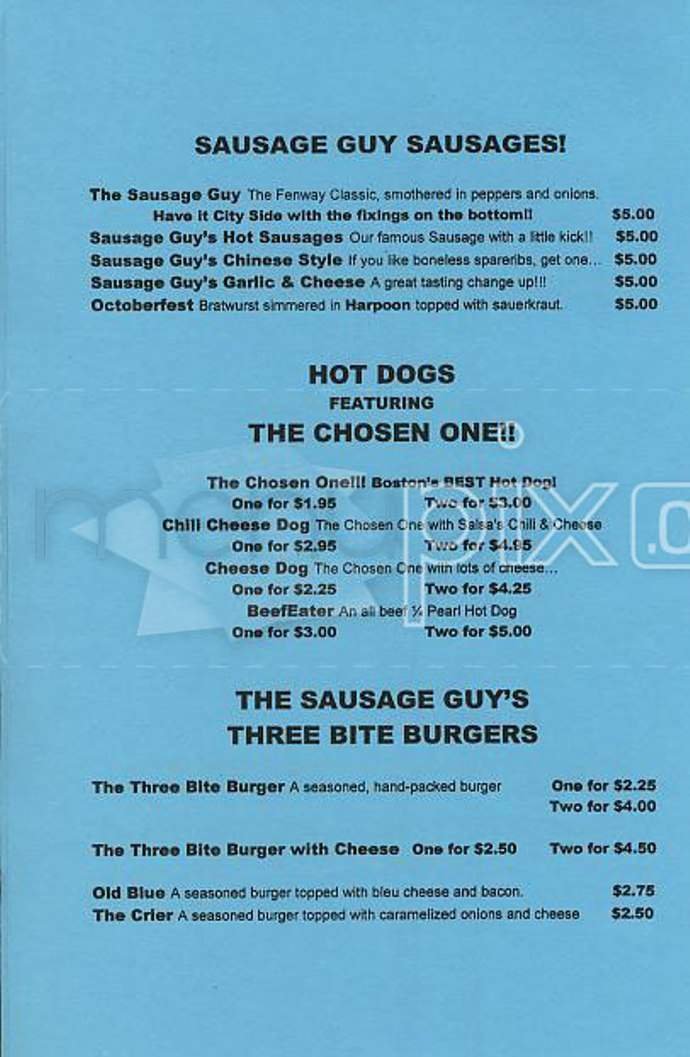 SAUSAGE GUY SAUSAGES!
The Sausage Guy The Fenway Classic, smothered in peppers and onions.
Have it City Side with the fixings on the bottom!! $5.00
Sausage Guy's Hot Sausages Our famous Sausage with a little kick!! $5.00
Sausage Guy's Chinese Style If you like boneless spareribs, get one... $5.00
Sausage Guy's Garlic & Cheese A great tasting change up!!! $5.00
Octoberfest Bratwurst simmered in Harpoon topped with sauerkraut. $5.00
HOT DOGS
FEATURING
THE CHOSEN ONE!!
The Chosen One!!! Boston's BEST Hot Dog!
One for $1.95 Two for $3.00
Chili Cheese Dog The Chosen One with Salsa's Chili & Cheese
One for $2.95 Two for $4.95
Cheese Dog The Chosen One with lots of cheese...
One for $2.25 Two for $4.25
BeefEater An all beef ¼ Pearl Hot Dog
One for $3.00 Two for $5.00
THE SAUSAGE GUY'S
THREE BITE BURGERS
The Three Bite Burger A seasoned, hand-packed burger One for $2.25
Two for $4.00
The Three Bite Burger with Cheese One for $2.50 Two for $4.50
Old Blue A seasoned burger topped with bleu cheese and bacon. $2.75
The Crier A seasoned burger topped with caramelized onions and cheese $2.50